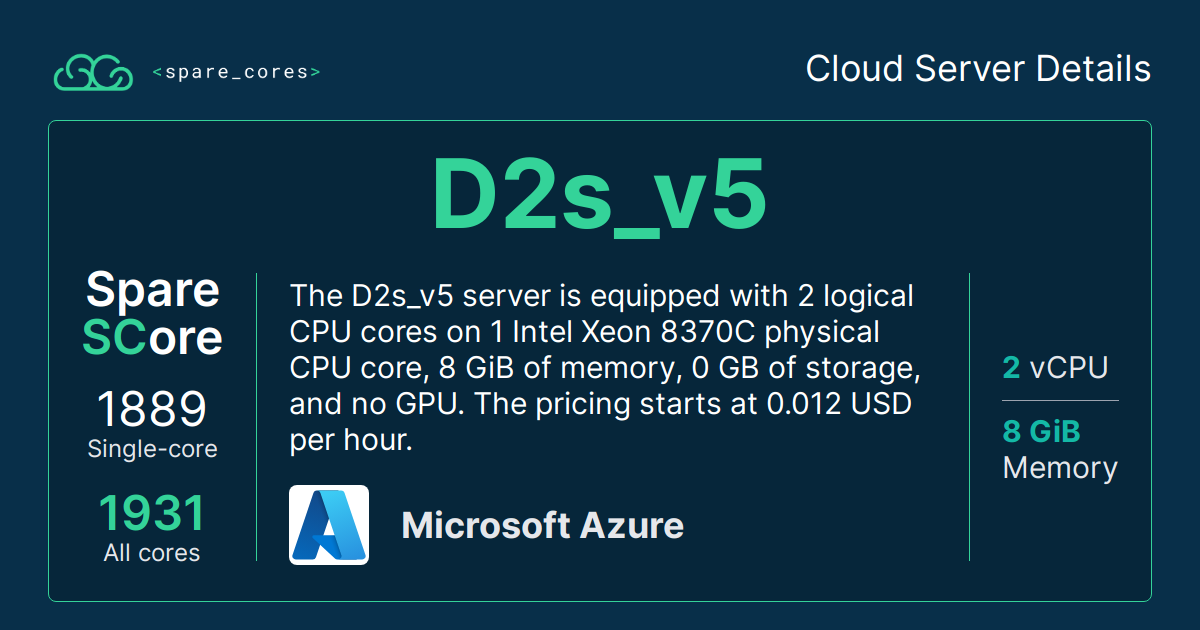 <spare_cores>
Cloud Server Details
D2s_v5
Spare
SCore
1889
Single-core
1931
All cores
The D2s_v5 server is equipped with 2 logical
CPU cores on 1 Intel Xeon 8370C physical
CPU core, 8 GiB of memory, 0 GB of storage,
and no GPU. The pricing starts at 0.012 USD
per hour.
Microsoft Azure
2 vCPU
8 GiB
Memory